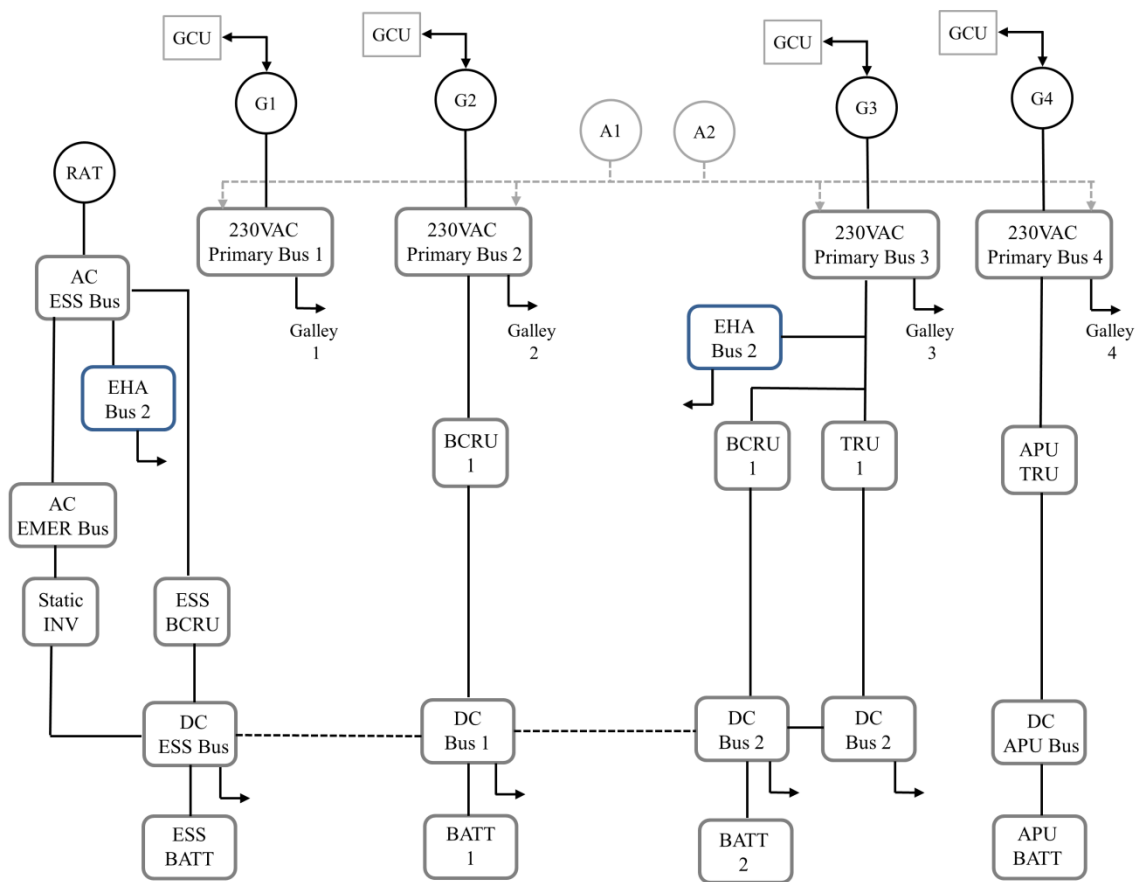 GCU
GCU
GCU
GCU
G1
G2
G3
G4
A1
A2
RAT
230VAC
Primary Bus 1
230VAC
Primary Bus 2
230VAC
Primary Bus 3
230VAC
Primary Bus 4
AC
ESS Bus
Galley
1
Galley
2
EHA
Bus 2
Galley
3
Galley
4
EHA
Bus 2
BCRU
1
BCRU
1
TRU
1
APU
TRU
AC
EMER Bus
Static
INV
ESS
BCRU
DC
ESS Bus
DC
Bus 1
DC
Bus 2
DC
Bus 2
DC
APU Bus
ESS
BATT
BATT
1
BATT
2
APU
BATT